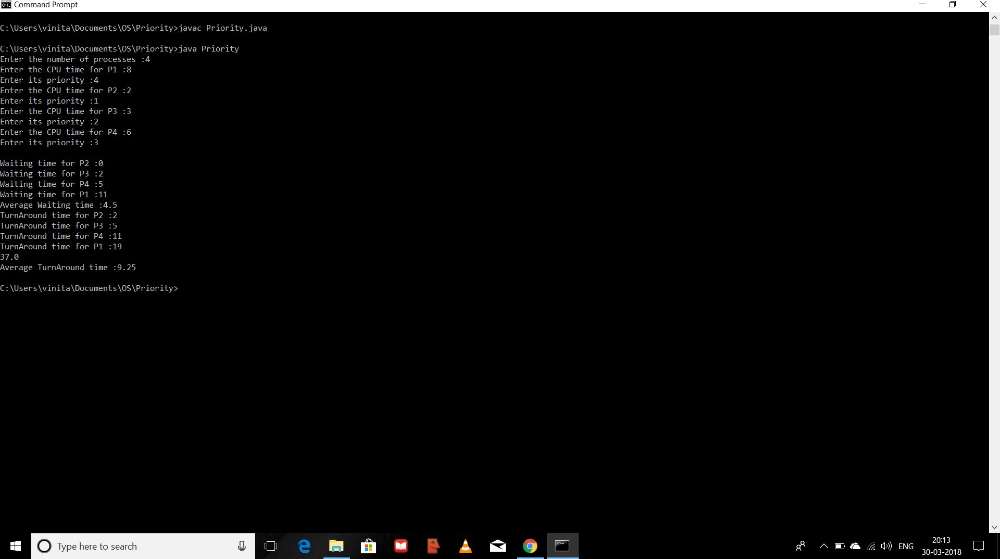 Command Prompt
C:\Users\vinita\Documents\OS\Priority>javac Priority.java
C:\Users\vinita\Documents\OS\Priority>java Priority
Enter the number of processes :4
Enter the CPU time for P1 :8
Enter its priority :4
Enter the CPU time for P2 :2
Enter its priority :1
Enter the CPU time for P3 :3
Enter its priority :2
Enter the CPU time for P4 :6
Enter its priority :3
Waiting time for P2 :0
Waiting time for P3 :2
Waiting time for P4 :5
Waiting time for P1 :11
Average Waiting time :4.5
TurnAround time for P2 :2
TurnAround time for P3 :5
TurnAround time for P4 :11
TurnAround time for P1 :19
37.0
Average TurnAround time :9.25
C:\Users\vinita\Documents\OS\Priority>
Type here to search
ENG
20:13
30-03-2018